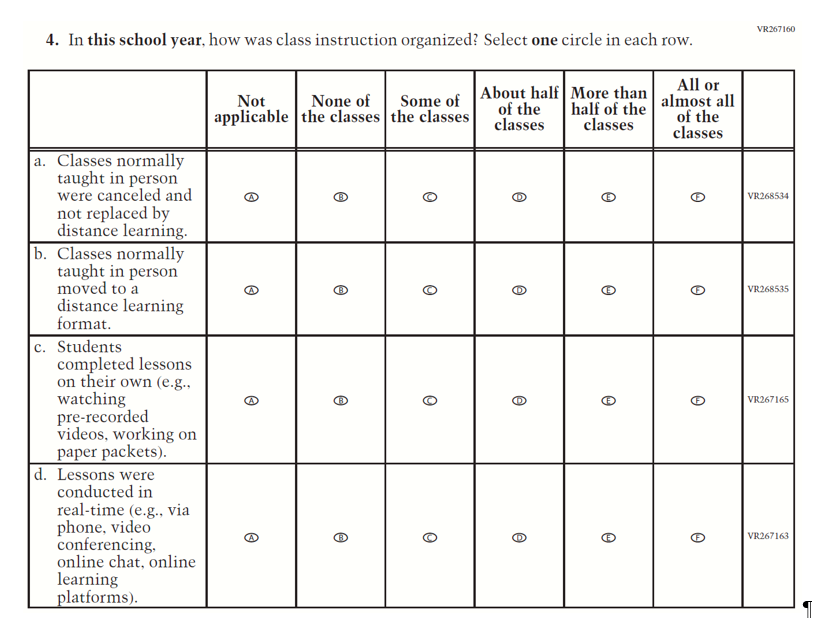 VR267160
4. In this school year, how was class instruction organized? Select one circle in each row.
Not
applicable
None of
the classes
Some of
the classes
About half
of the
classes
More than
half of the
classes
All or
almost all
of the
classes
a. Classes normally
taught in person
were canceled and
not replaced by
distance learning.
A B C D E F VR268534
b. Classes normally
taught in person
moved to a
distance learning
format.
A B C D E F VR268535
c. Students
completed lessons
on their own (e.g.,
watching
pre-recorded
videos, working on
paper packets).
A B C D E F VR267165
d. Lessons were
conducted in
real-time (e.g., via
phone, video
conferencing,
online chat, online
learning
platforms).
A B C D E F VR267163
¶